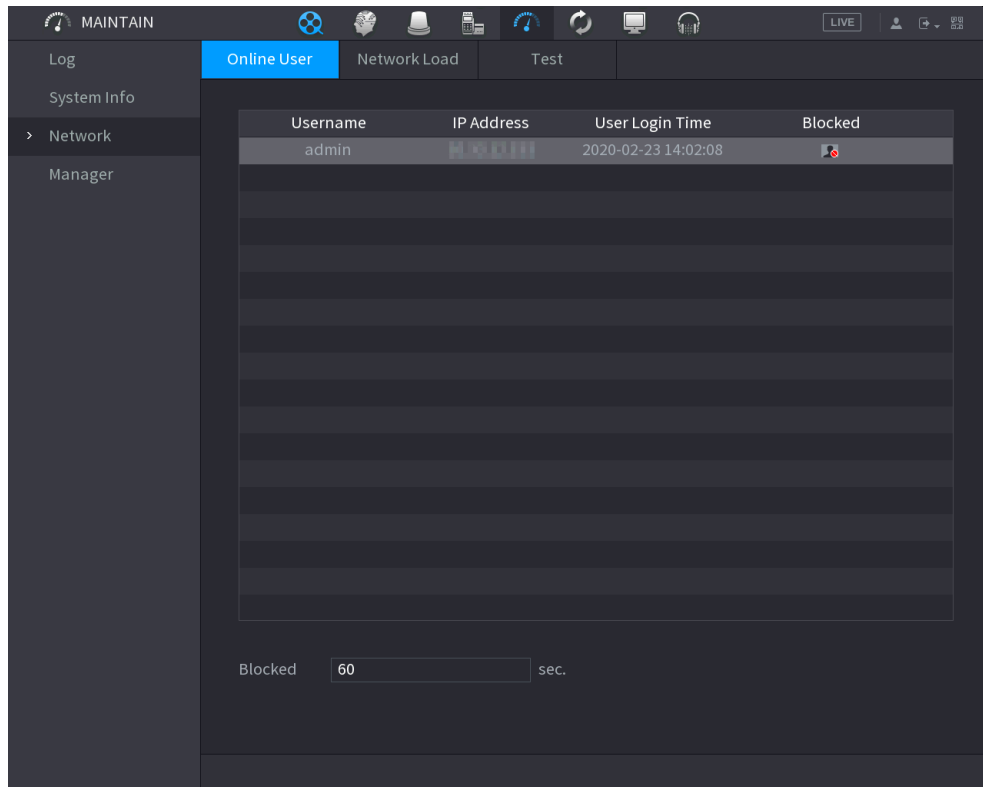 MAINTAIN LIVE
Log
System Info
Network
Manager
Online User Network Load Test
Username IP Address User Login Time Blocked
admin 2020-02-23 14:02:08
Blocked 60 sec.